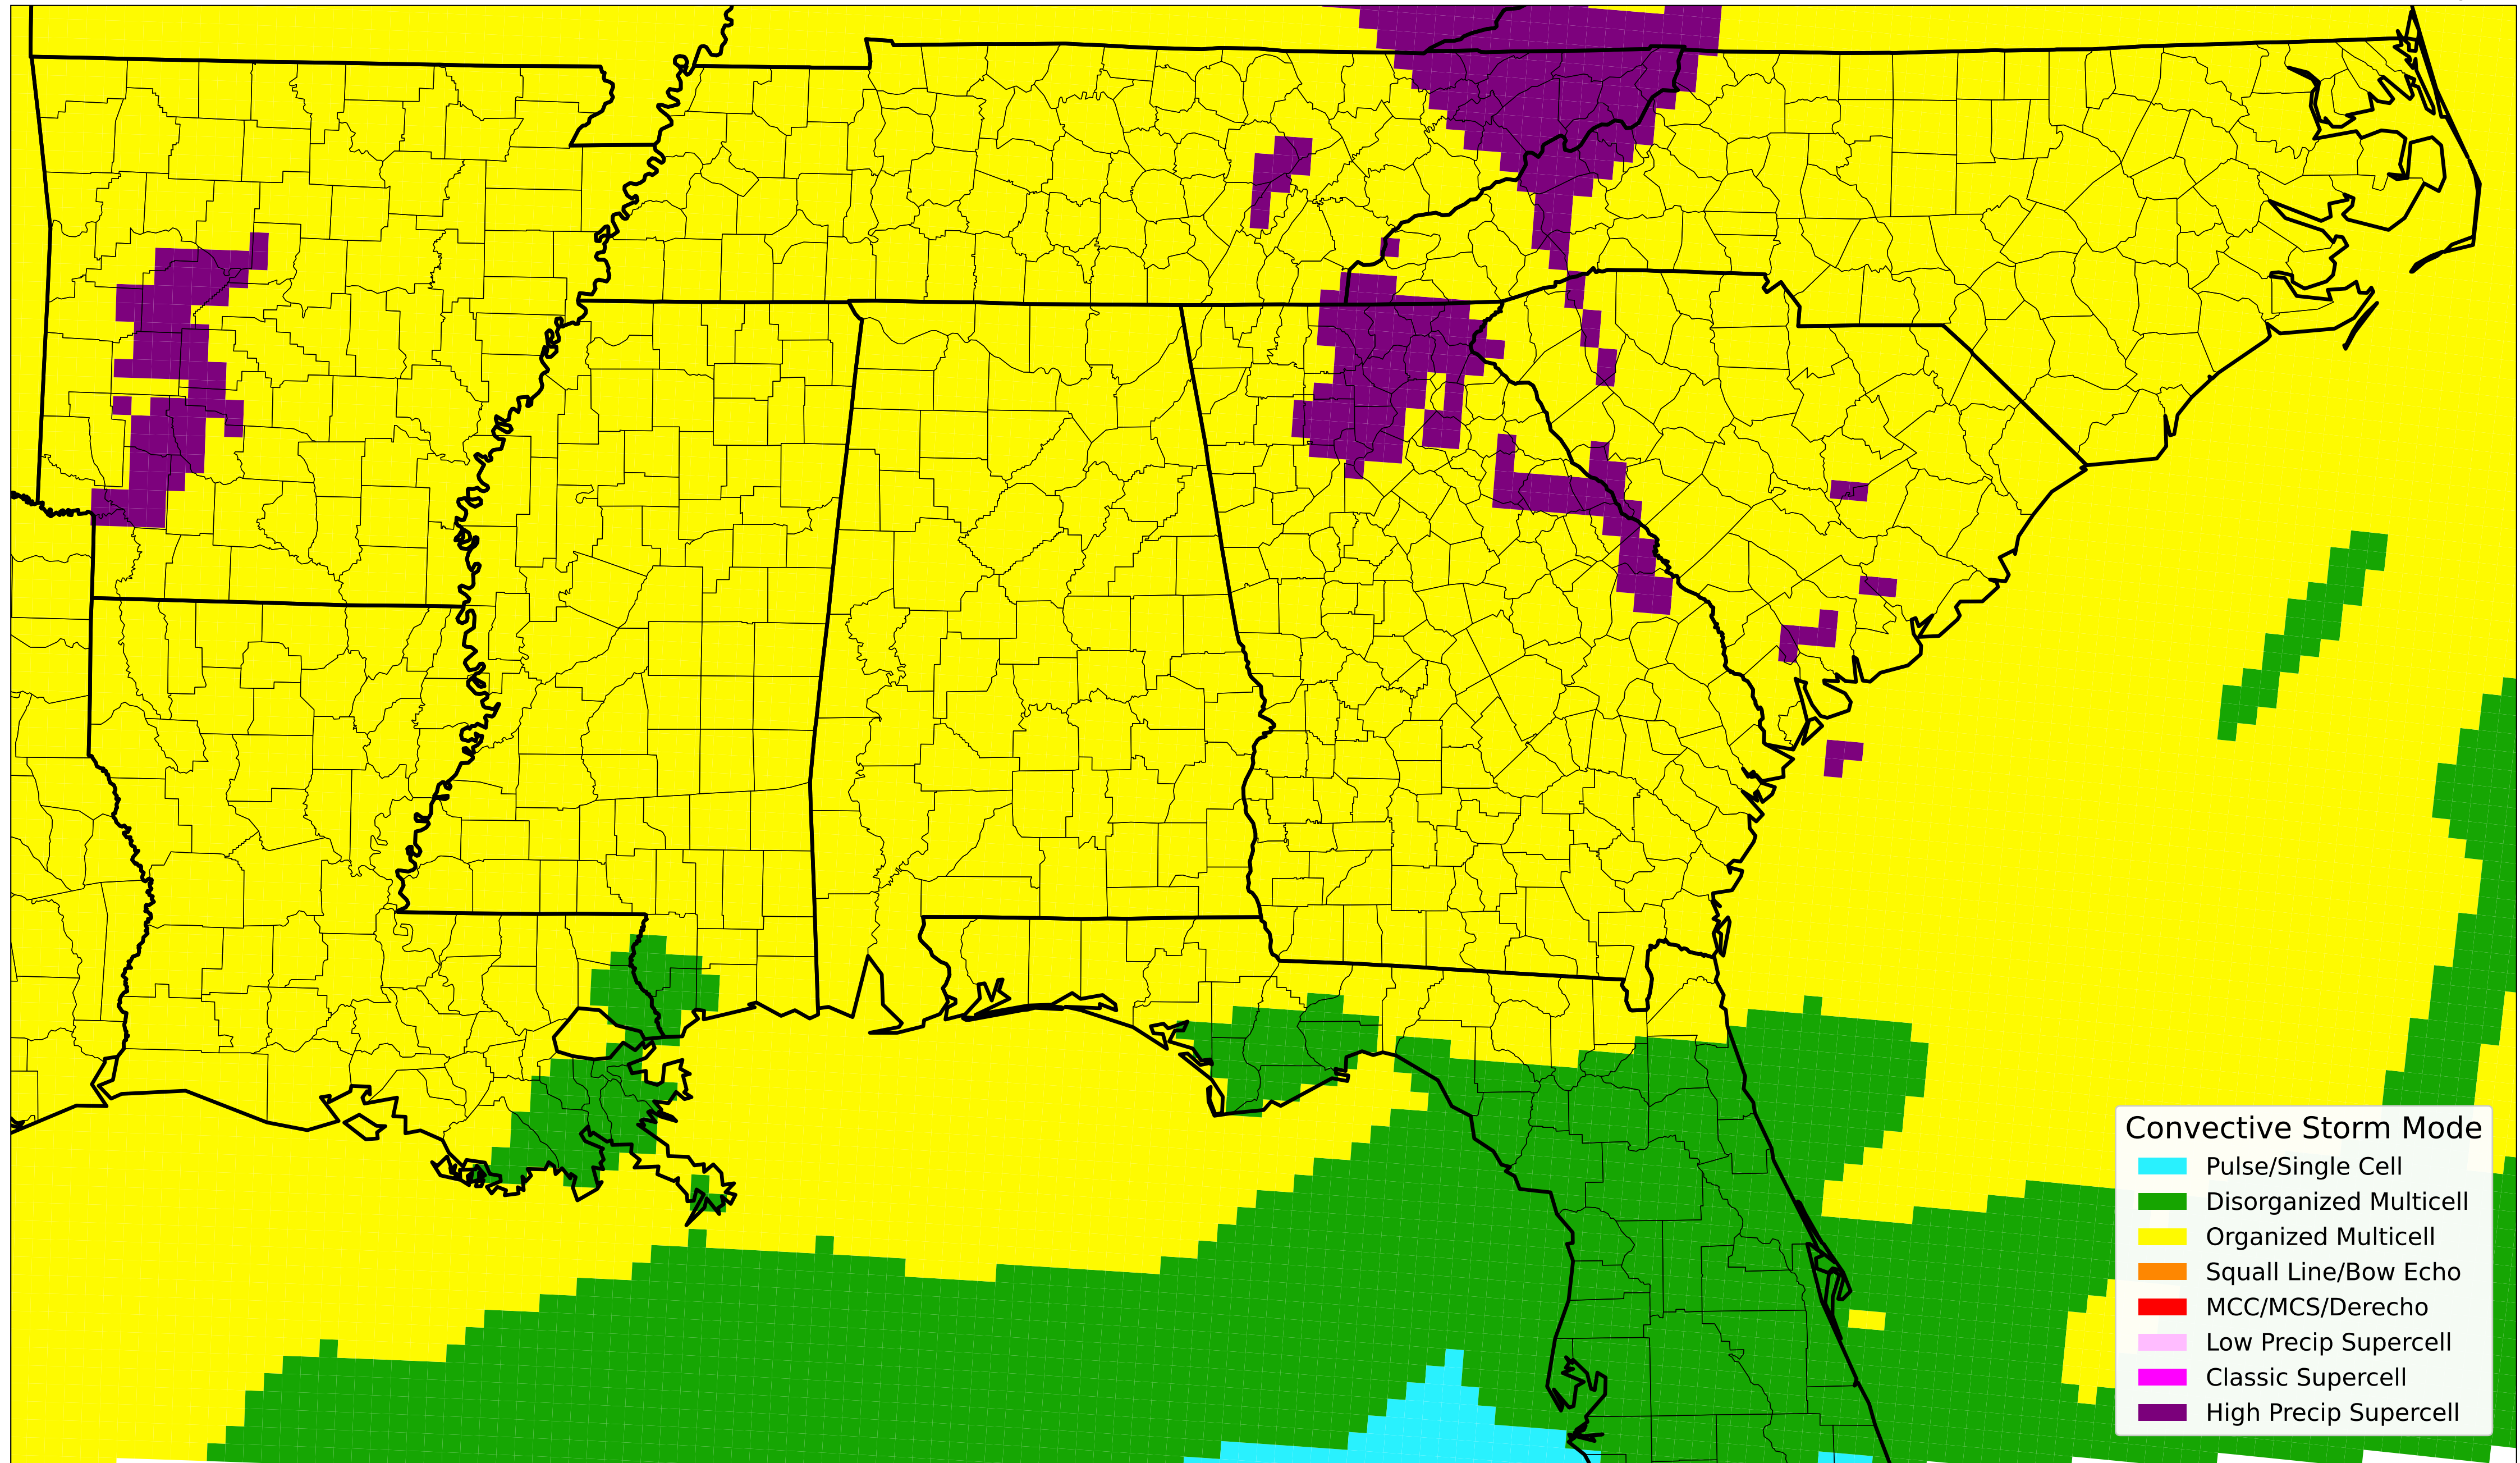 Convective Storm Mode
Pulse/Single Cell
Disorganized Multicell
Organized Multicell
Squall Line/Bow Echo
MCC/MCS/Derecho
Low Precip Supercell
Classic Supercell
High Precip Supercell